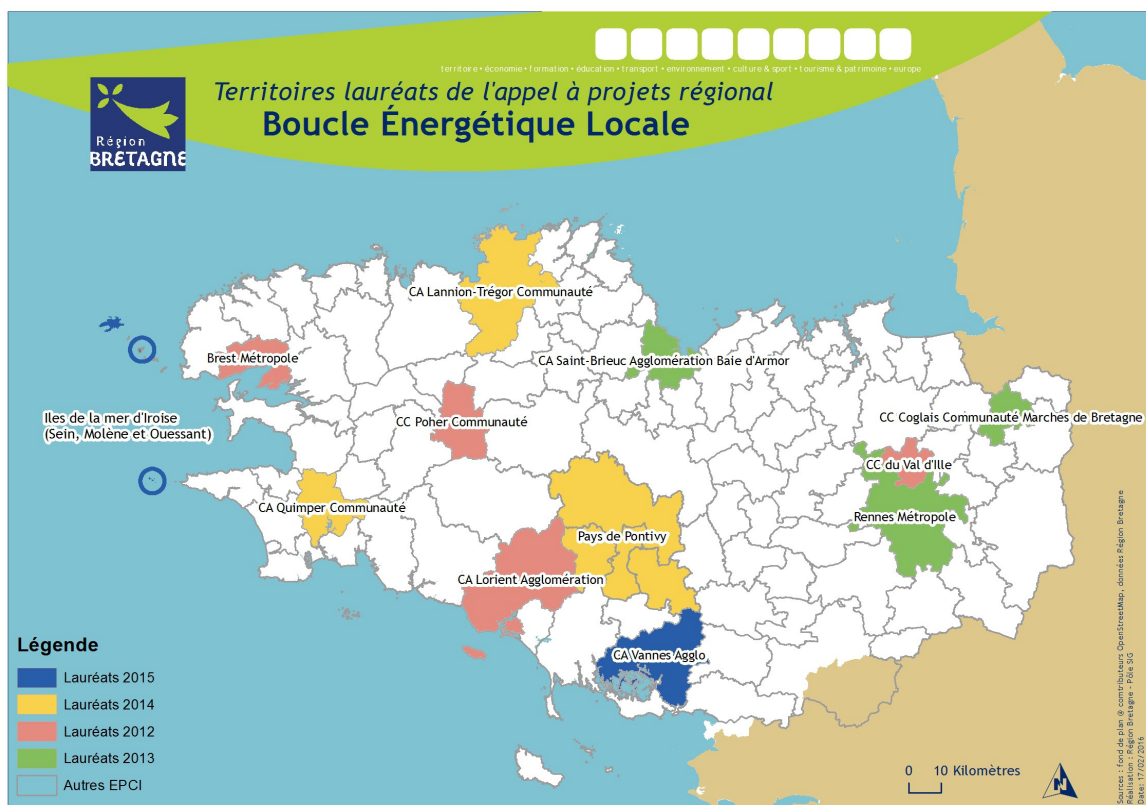 territoire • économie • formation • éducation • transport • environnement • culture & sport • tourisme & patrimoine • europe
Territoires lauréats de l'appel à projets régional
Boucle Énergétique Locale
Région
BRETAGNE
CA Lannion-Trégor Communauté
Brest Métropole
CA Saint-Brieuc Agglomération Baie d'Armor
Iles de la mer d'Iroise
(Sein, Molène et Ouessant)
CC Poher Communauté
CC Coglais Communauté Marches de Bretagne
CC du Val d'Ille
CA Quimper Communauté
Rennes Métropole
Pays de Pontivy
CA Lorient Agglomération
CA Vannes Agglo
Légende
Lauréats 2015
Lauréats 2014
Lauréats 2012
Lauréats 2013
Autres EPCI
0 10 Kilomètres
N
Sources : fond de plan @ contributeurs OpenStreetMap, données Région Bretagne
Réalisation : Région Bretagne - Pôle SIG
Date: 17/02/2016